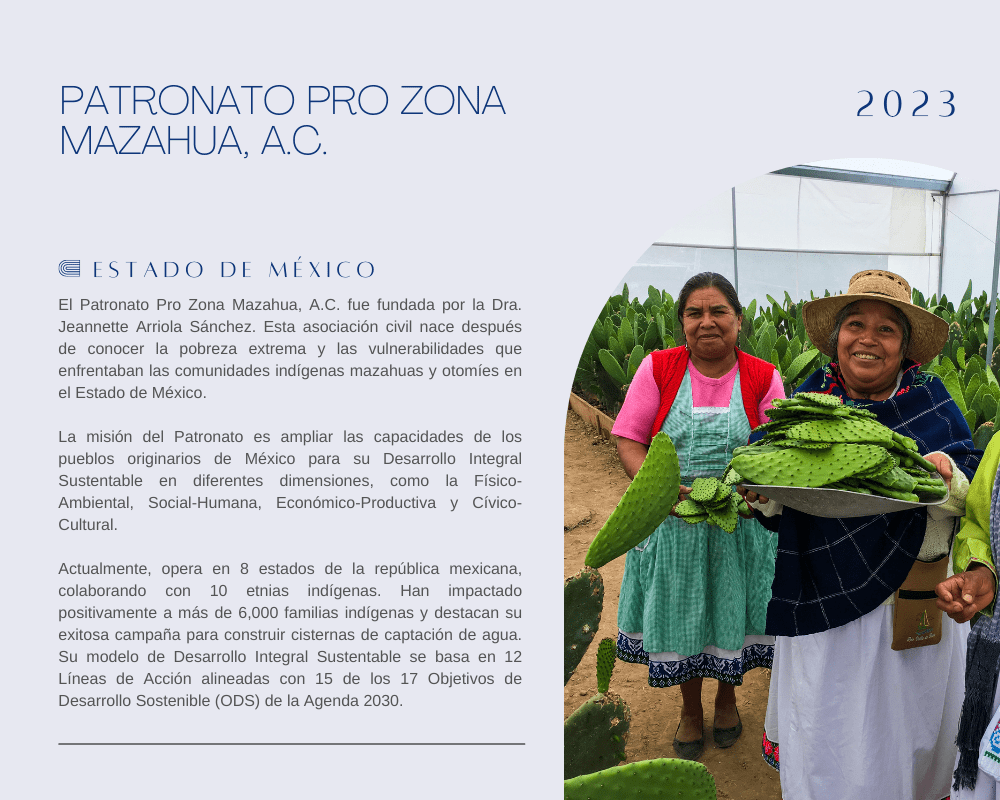 PATRONATO PRO ZONA
MAZAHUA, A.C.
2023
ESTADO DE MÉXICO
El Patronato Pro Zona Mazahua, A.C. fue fundada por la Dra.
Jeannette Arriola Sánchez. Esta asociación civil nace después
de conocer la pobreza extrema y las vulnerabilidades que
enfrentaban las comunidades indígenas mazahuas y otomíes en
el Estado de México.
La misión del Patronato es ampliar las capacidades de los
pueblos originarios de México para su Desarrollo Integral
Sustentable en diferentes dimensiones, como la Físico-
Ambiental, Social-Humana, Económico-Productiva y Cívico-
Cultural.
Actualmente, opera en 8 estados de la república mexicana,
colaborando con 10 etnias indígenas. Han impactado
positivamente a más de 6,000 familias indígenas y destacan su
exitosa campaña para construir cisternas de captación de agua.
Su modelo de Desarrollo Integral Sustentable se basa en 12
Líneas de Acción alineadas con 15 de los 17 Objetivos de
Desarrollo Sostenible (ODS) de la Agenda 2030.